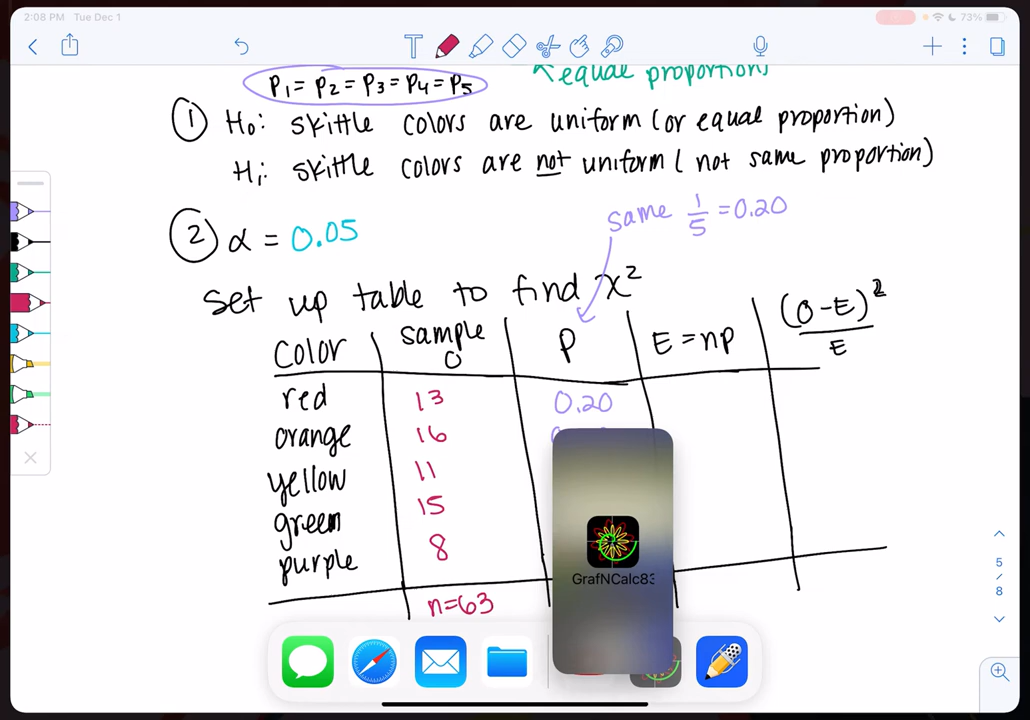 2:08 PM Tue Dec 1
73%
P1 = P2 = P3 = P4 = P5
equal proportion
① H₀: skittle colors are uniform (or equal proportion)
H₁: skittle colors are not uniform ( not same proportion)
② α = 0.05
same 1/5 = 0.20
Set up table to find x²
Color sample O P E = np (O-E)²/E
red 13 0.20
orange 16
yellow 11
green 15
purple 8
n=63
GrafNCalc83
5
/
8